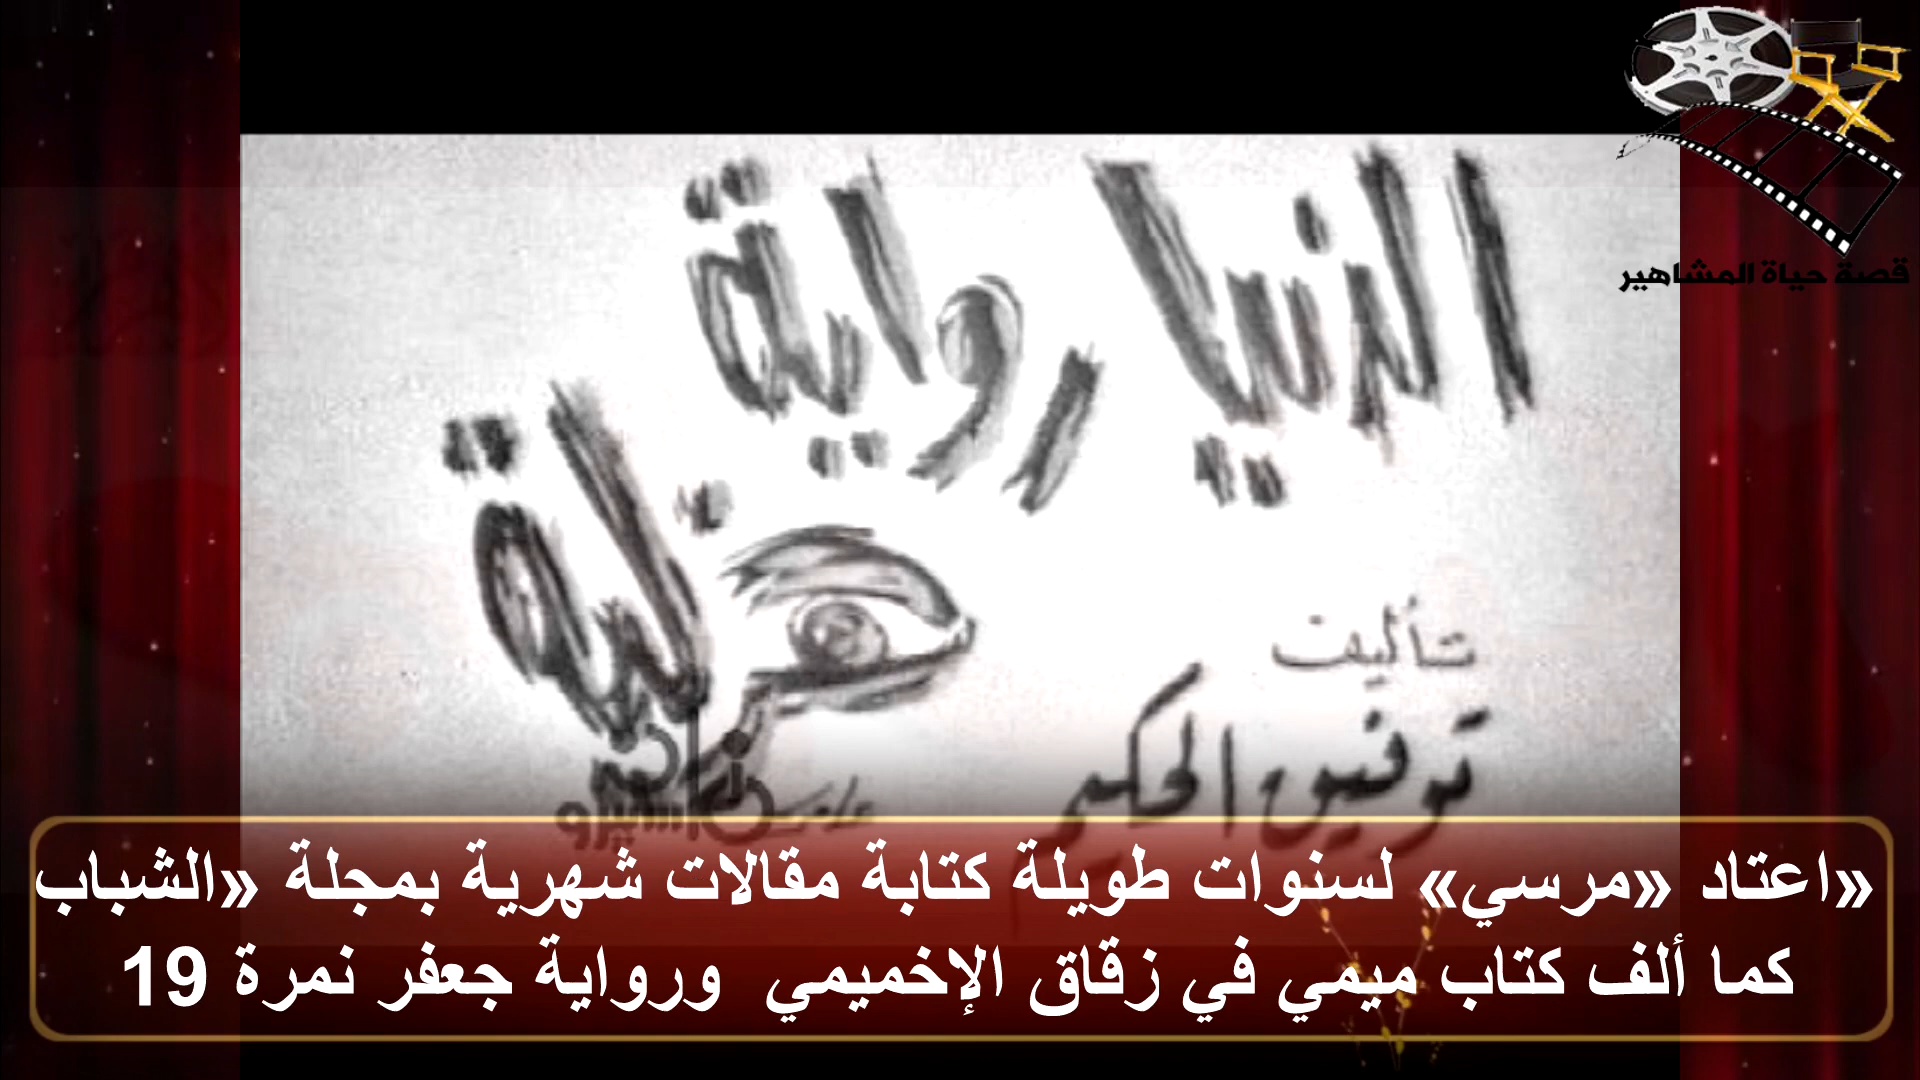 قصة حياة المشاهير
الدنيا رواية
هزلية
تأليف
توفيق الحكيم
«اعتاد «مرسي» لسنوات طويلة كتابة مقالات شهرية بمجلة «الشباب
كما ألف كتاب ميمي في زقاق الإخميمي ورواية جعفر نمرة 19